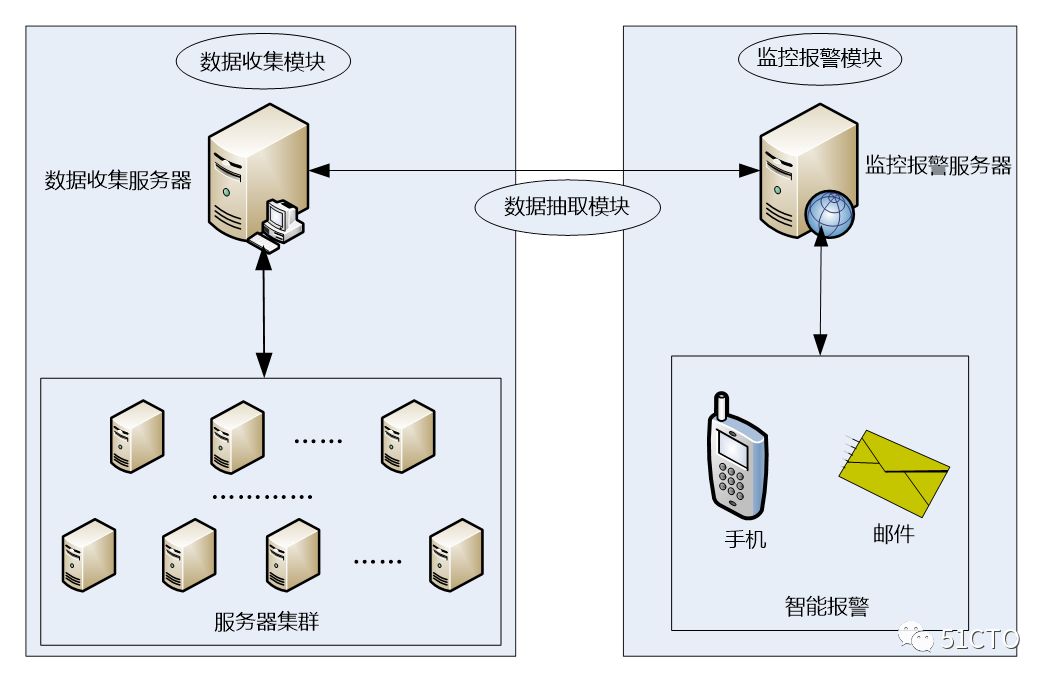 数据收集模块
监控报警模块
数据收集服务器
监控报警服务器
数据抽取模块
……
…………
……
服务器集群
手机
邮件
智能报警
5ICTO